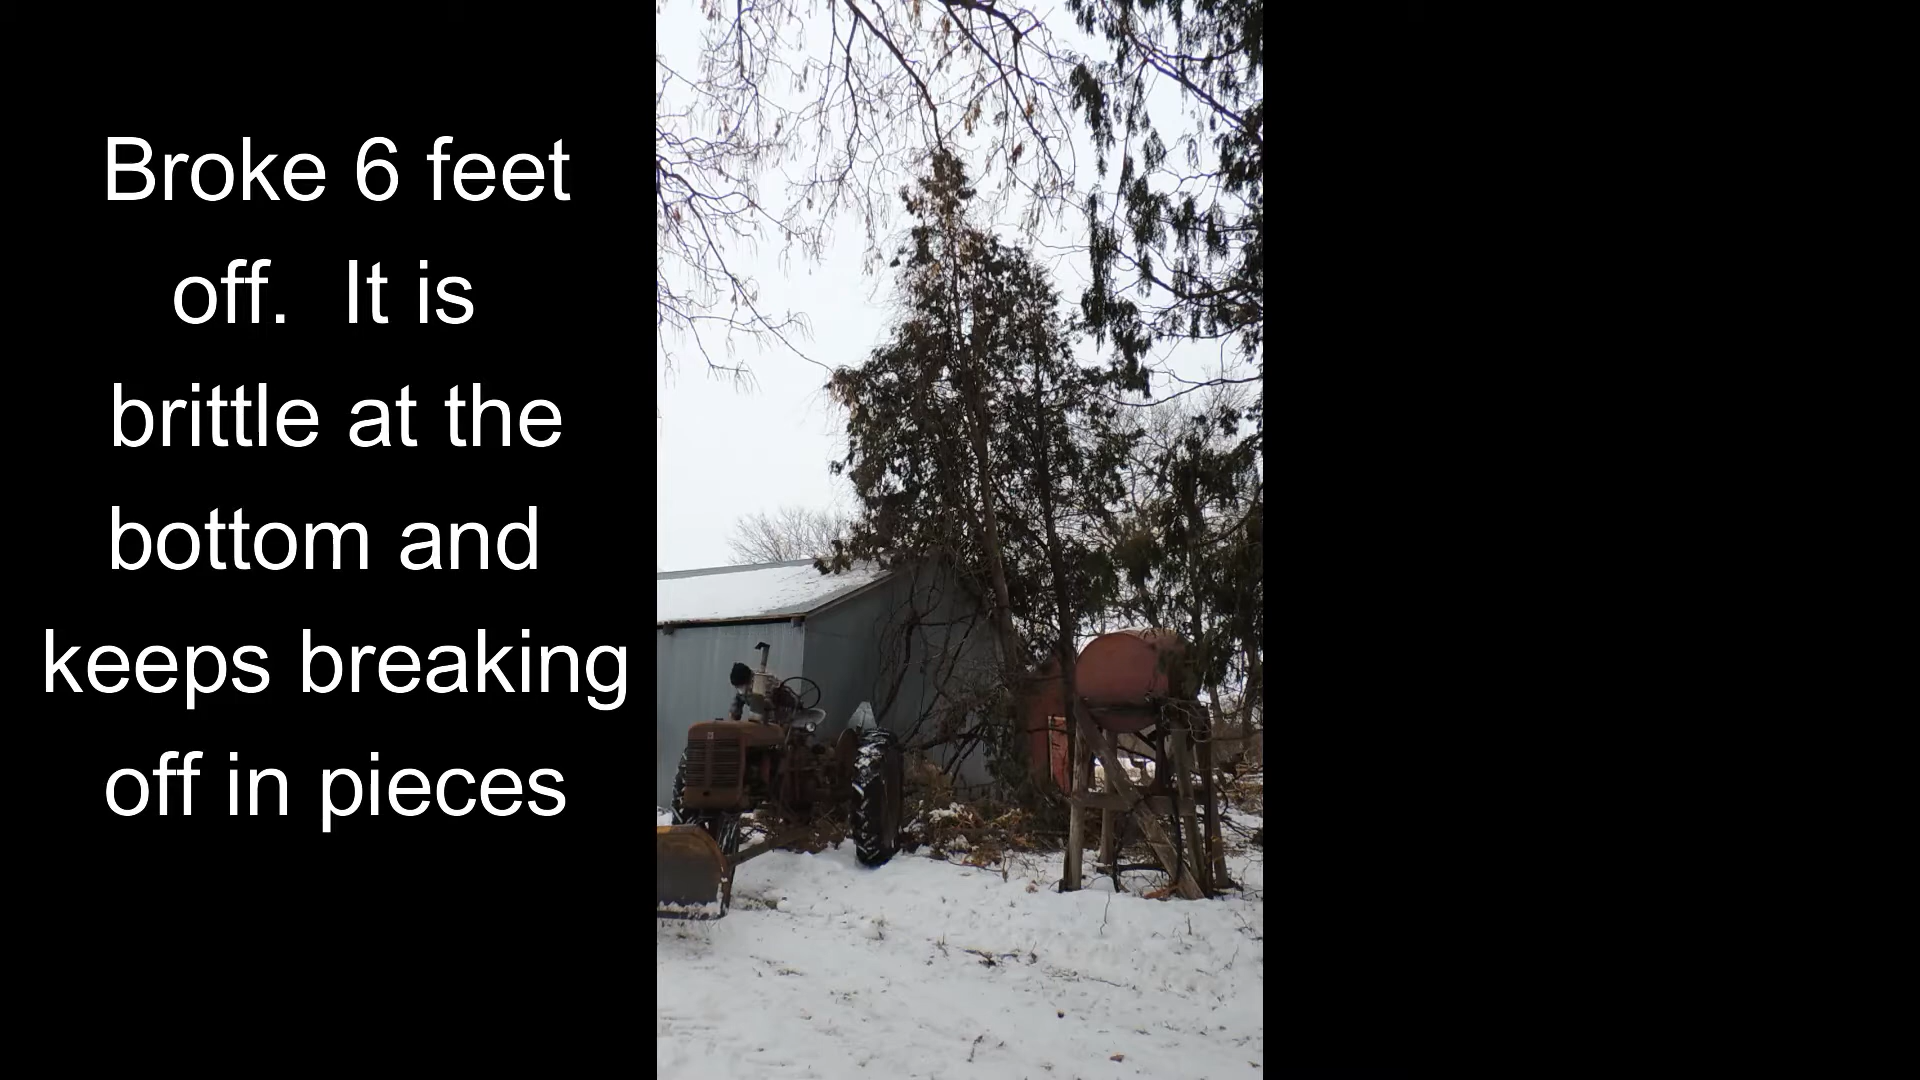 Broke 6 feet
off.  It is
brittle at the
bottom and
keeps breaking
off in pieces